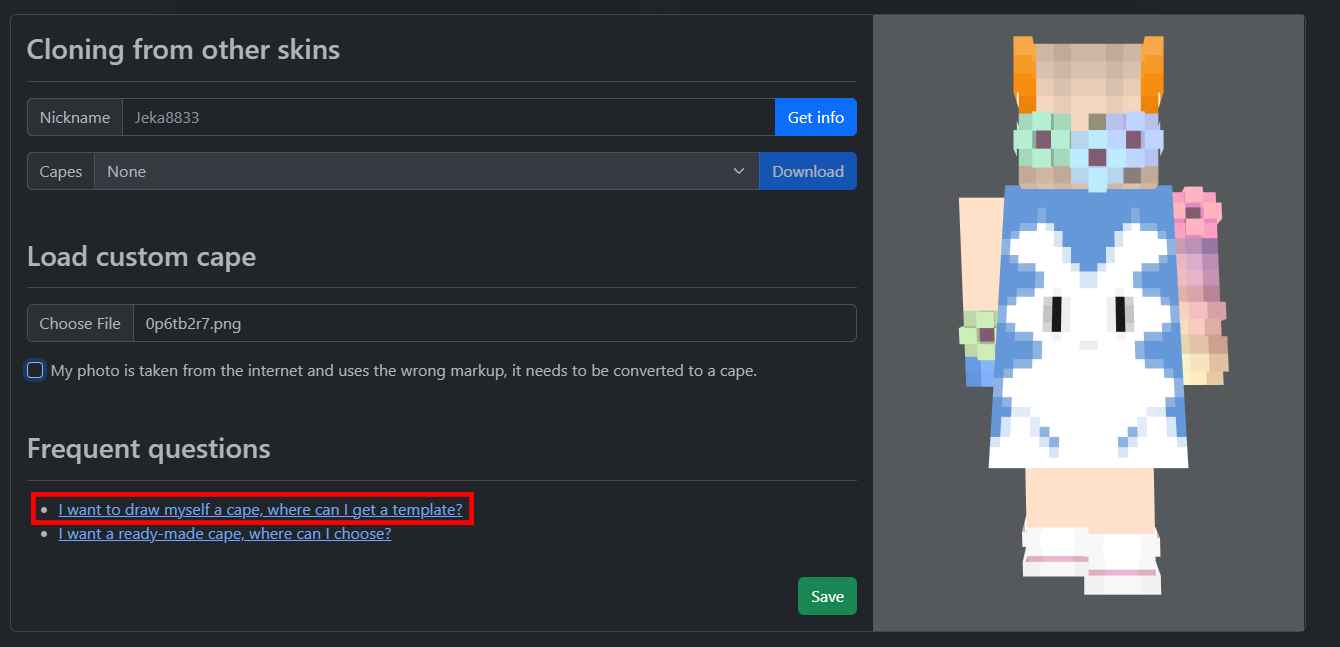 Cloning from other skins
Nickname Jeka8833 Get info
Capes None Download
Load custom cape
Choose File 0p6tb2r7.png
My photo is taken from the internet and uses the wrong markup, it needs to be converted to a cape.
Frequent questions
I want to draw myself a cape, where can I get a template?
I want a ready-made cape, where can I choose?
Save